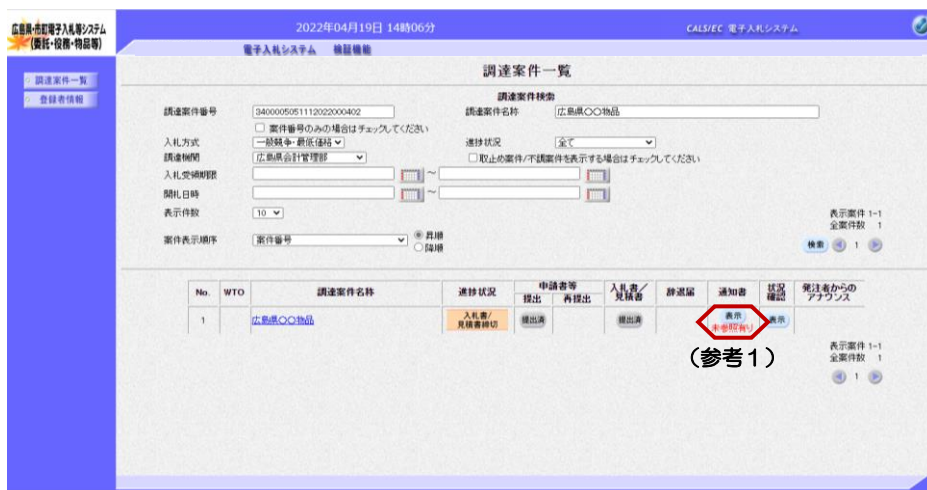 広島県・市町電子入札等システム
(委託・役務・物品等)
2022年04月19日 14時06分
CALS/EC 電子入札システム
電子入札システム 検証機能
調達案件一覧
登録者情報
調達案件一覧
調達案件検索
調達案件番号 3400005051112022000402 調達案件名称 広島県〇〇物品
案件番号のみの場合はチェックしてください
入札方式 一般競争・最低価格 進捗状況 全て
調達機関 広島県会計管理部 取止め案件/不調案件を表示する場合はチェックしてください
入札受領期限 ~
開札日時 ~
表示件数 10
表示案件 1-1
全案件数 1
案件表示順序 案件番号 昇順
降順
検索 1
No. WTO 調達案件名称 進捗状況 申請書等 入札書/見積書 辞退届 通知書 状況確認 発注者からのアナウンス
提出 再提出
1 広島県〇〇物品 入札書/見積書締切 提出済 提出済 表示 表示
未参照有り
(参考1)
表示案件 1-1
全案件数 1
1